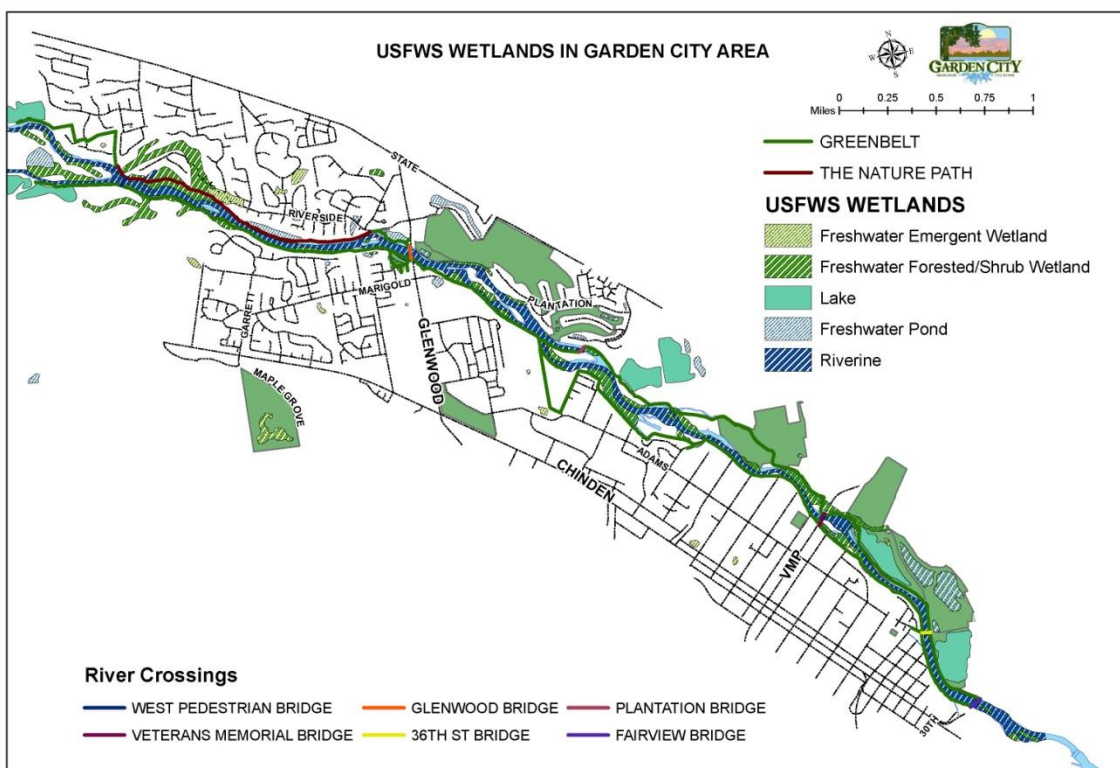 USFWS WETLANDS IN GARDEN CITY AREA
N
W E
S
GARDEN CITY
Miles
0 0.25 0.5 0.75 1
GREENBELT
THE NATURE PATH
USFWS WETLANDS
Freshwater Emergent Wetland
Freshwater Forested/Shrub Wetland
Lake
Freshwater Pond
Riverine
STATE
RIVERSIDE
MARIGOLD
PLANTATION
GARRETT
GLENWOOD
MAPLE GROVE
ADAMS
CHINDEN
VMP
30TH
River Crossings
WEST PEDESTRIAN BRIDGE GLENWOOD BRIDGE PLANTATION BRIDGE
VETERANS MEMORIAL BRIDGE 36TH ST BRIDGE FAIRVIEW BRIDGE